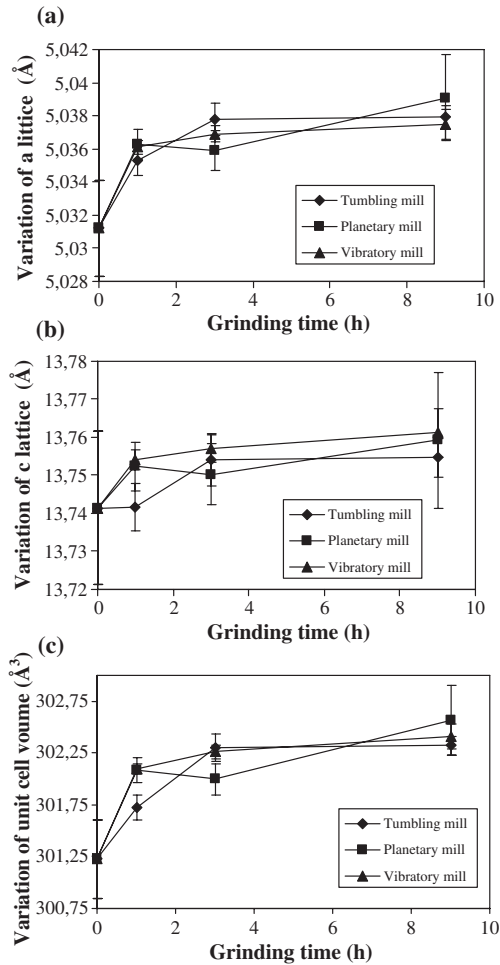 (a)
Variation of a littice (Å)
5,042
5,04
5,038
5,036
5,034
5,032
5,03
5,028
0 2 4 6 8 10
Grinding time (h)
Tumbling mill
Planetary mill
Vibratory mill
(b)
Variation of c lattice (Å)
13,78
13,77
13,76
13,75
13,74
13,73
13,72
0 2 4 6 8 10
Grinding time (h)
Tumbling mill
Planetary mill
Vibratory mill
(c)
Variation of unit cell voume (Å³)
302,75
302,25
301,75
301,25
300,75
0 2 4 6 8 10
Grinding time (h)
Tumbling mill
Planetary mill
Vibratory mill